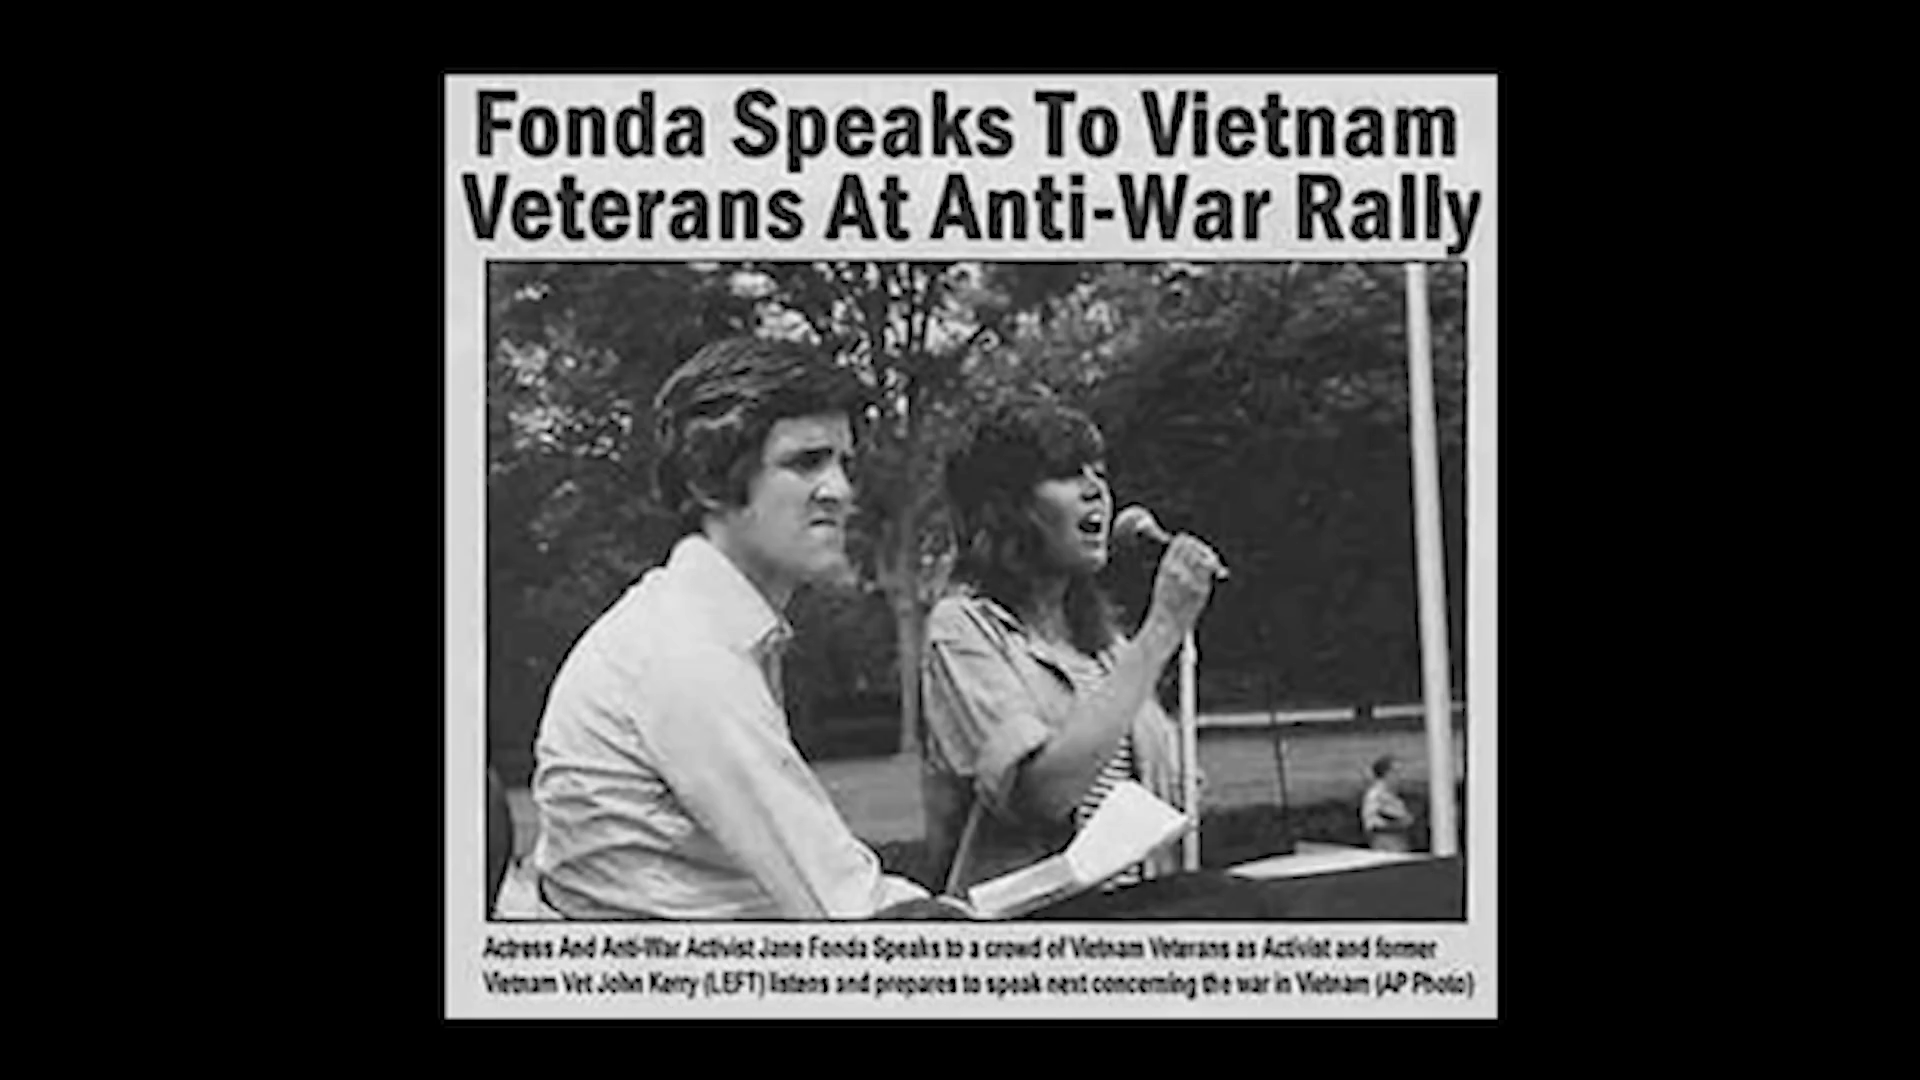 Fonda Speaks To Vietnam
Veterans At Anti-War Rally
Actress And Anti-War Activist Jane Fonda Speaks to a crowd of Vietnam Veterans as Activist and former
Vietnam Vet John Kerry (LEFT) listens and prepares to speak next concerning the war in Vietnam (AP Photo)